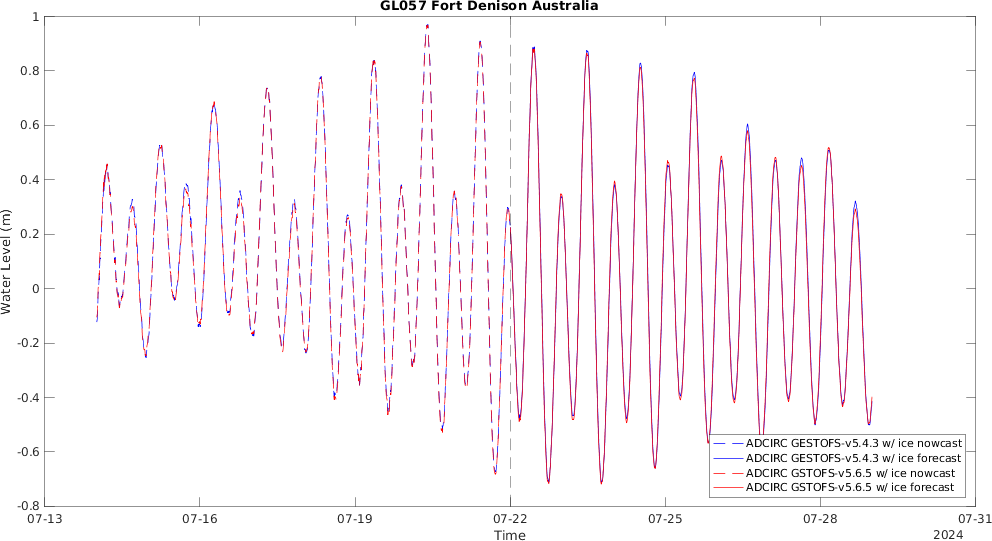 GL057 Fort Denison Australia
1
0.8
0.6
0.4
0.2
0
-0.2
-0.4
-0.6
-0.8
Water Level (m)
ADCIRC GESTOFS-v5.4.3 w/ ice nowcast
ADCIRC GESTOFS-v5.4.3 w/ ice forecast
ADCIRC GSTOFS-v5.6.5 w/ ice nowcast
ADCIRC GSTOFS-v5.6.5 w/ ice forecast
07-13 07-16 07-19 07-22 07-25 07-28 07-31
Time
2024